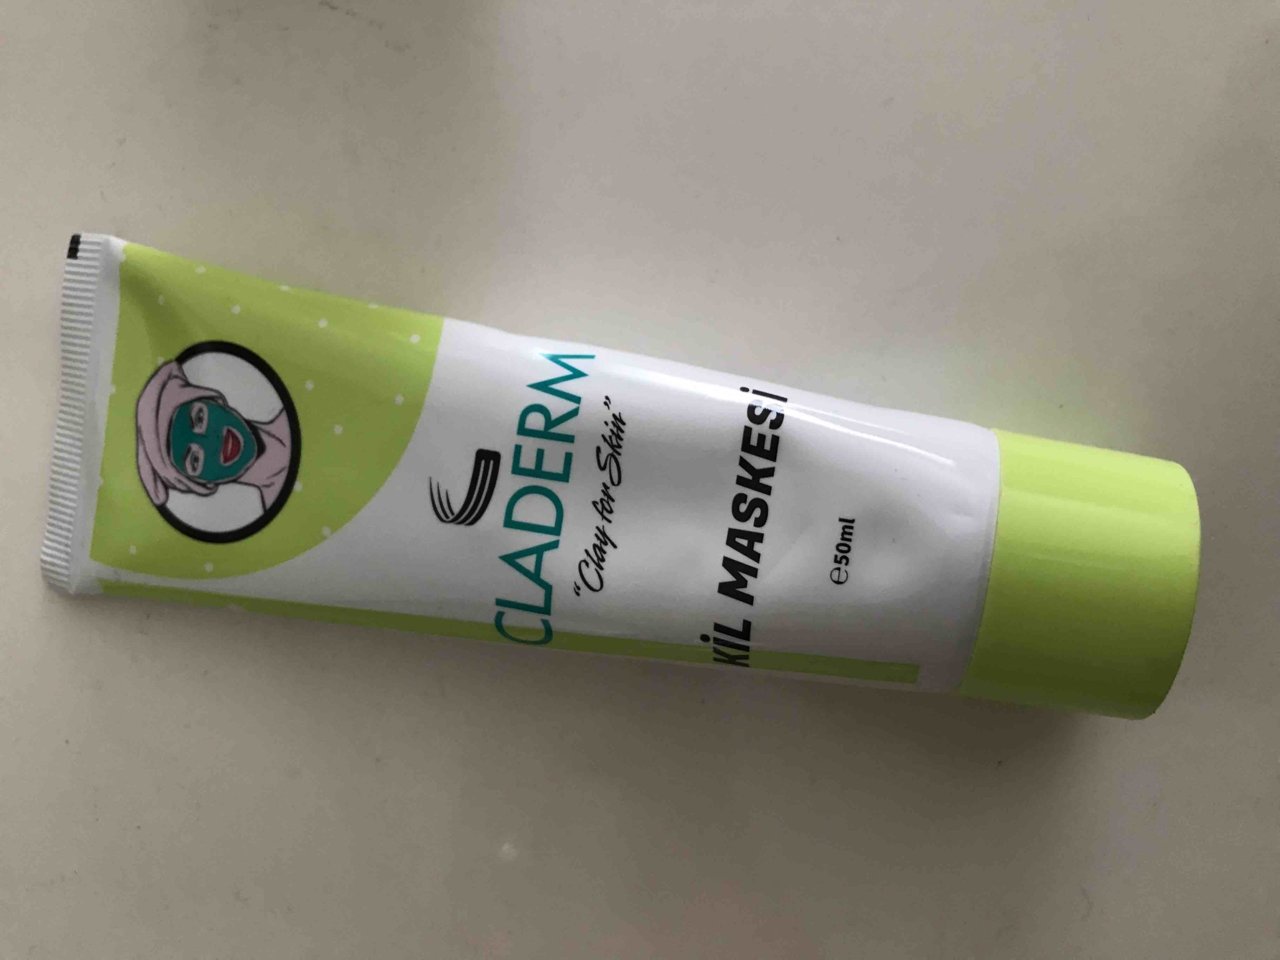 CLADERM
"Clay for Skin"
KİL MASKESİ
℮50ml